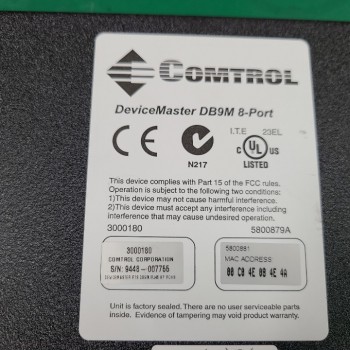 COMTROL
DeviceMaster DB9M 8-Port
I.T.E 23EL
CE
N217
c UL US
LISTED
This device complies with Part 15 of the FCC rules.
Operation is subject to the following two conditions:
1)This device may not cause harmful interference.
2)This device must accept any interference including
interference that may cause undesired operation.
3000180 5800879A
3000180
COMTROL CORPORATION
S/N: 9448-007755
5800881
MAC ADDRESS
00 C0 4E 0B 4E 4A
Unit is factory sealed. There are no user serviceable parts
inside. Evidence of tampering may void product warranty.